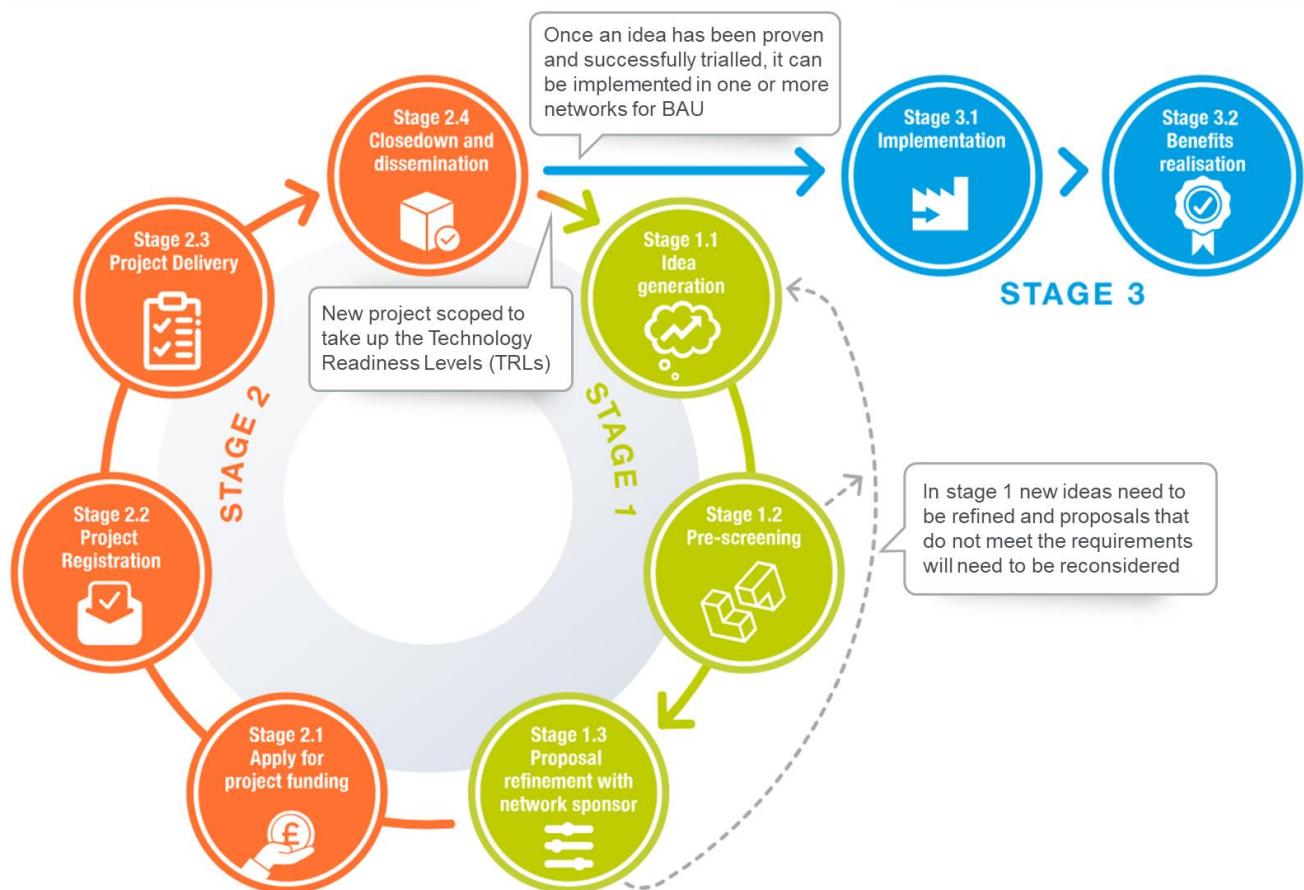 Once an idea has been proven
and successfully trialled, it can
be implemented in one or more
networks for BAU
Stage 2.4
Closedown and
dissemination
Stage 3.1
Implementation
Stage 3.2
Benefits
realisation
STAGE 3
Stage 2.3
Project Delivery
New project scoped to
take up the Technology
Readiness Levels (TRLs)
Stage 1.1
Idea
generation
STAGE 2
STAGE 1
Stage 2.2
Project
Registration
Stage 1.2
Pre-screening
In stage 1 new ideas need to
be refined and proposals that
do not meet the requirements
will need to be reconsidered
Stage 2.1
Apply for
project funding
£
Stage 1.3
Proposal
refinement with
network sponsor